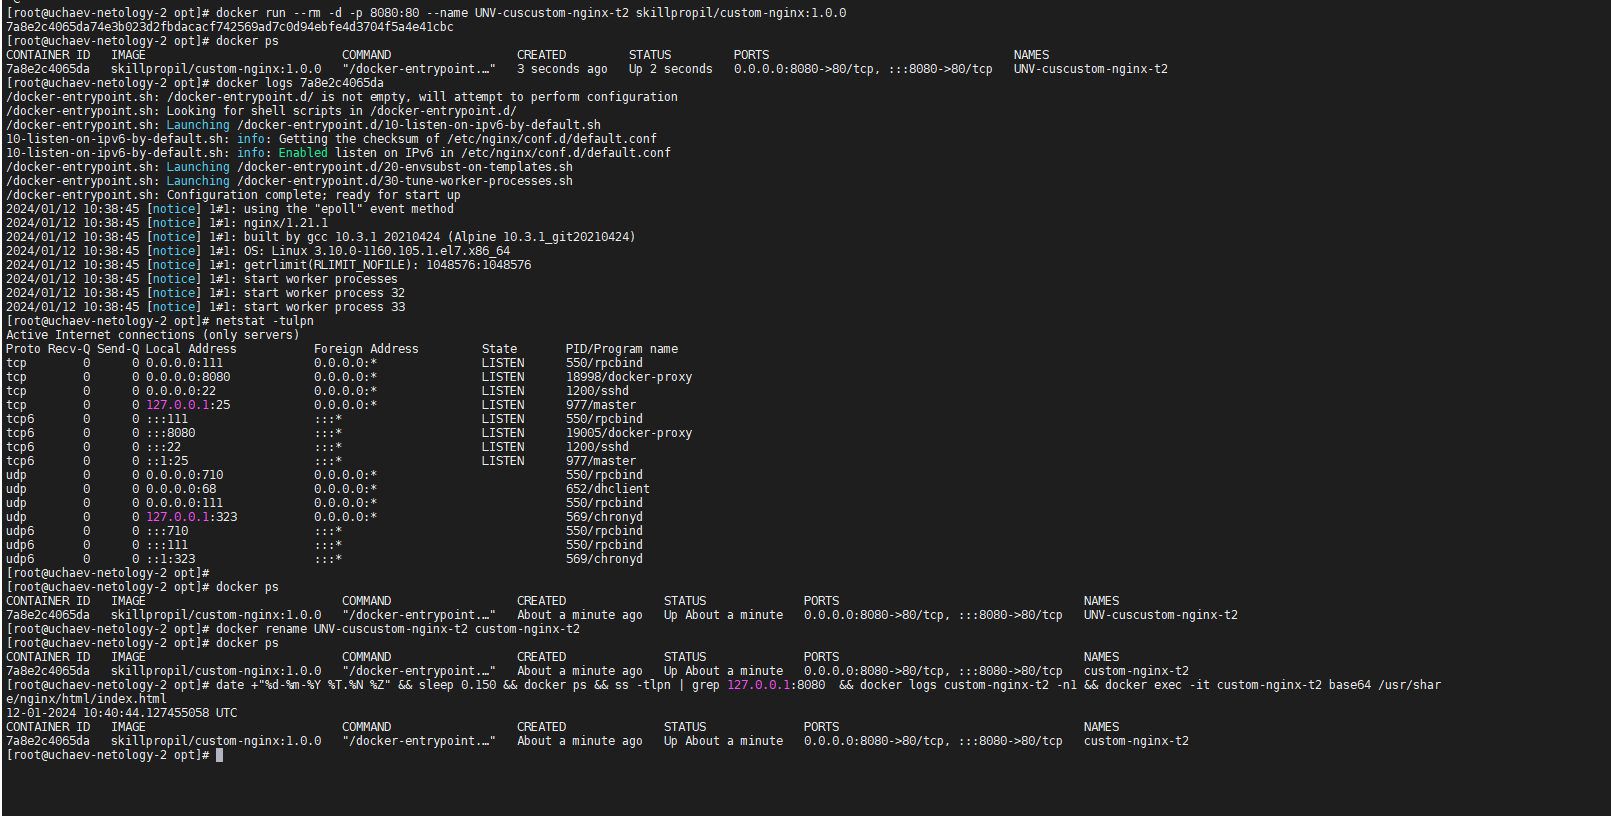 [root@uchaev-netology-2 opt]# docker run --rm -d -p 8080:80 --name UNV-cuscustom-nginx-t2 skillpropil/custom-nginx:1.0.0
7a8e2c4065da74e3b023d2fbdacacf742569ad7c0d94ebfe4d3704f5a4e41cbc
[root@uchaev-netology-2 opt]# docker ps
CONTAINER ID   IMAGE                            COMMAND                  CREATED         STATUS         PORTS                                   NAMES
7a8e2c4065da   skillpropil/custom-nginx:1.0.0   "/docker-entrypoint.…"   3 seconds ago   Up 2 seconds   0.0.0.0:8080->80/tcp, :::8080->80/tcp   UNV-cuscustom-nginx-t2
[root@uchaev-netology-2 opt]# docker logs 7a8e2c4065da
/docker-entrypoint.sh: /docker-entrypoint.d/ is not empty, will attempt to perform configuration
/docker-entrypoint.sh: Looking for shell scripts in /docker-entrypoint.d/
/docker-entrypoint.sh: Launching /docker-entrypoint.d/10-listen-on-ipv6-by-default.sh
10-listen-on-ipv6-by-default.sh: info: Getting the checksum of /etc/nginx/conf.d/default.conf
10-listen-on-ipv6-by-default.sh: info: Enabled listen on IPv6 in /etc/nginx/conf.d/default.conf
/docker-entrypoint.sh: Launching /docker-entrypoint.d/20-envsubst-on-templates.sh
/docker-entrypoint.sh: Launching /docker-entrypoint.d/30-tune-worker-processes.sh
/docker-entrypoint.sh: Configuration complete; ready for start up
2024/01/12 10:38:45 [notice] 1#1: using the "epoll" event method
2024/01/12 10:38:45 [notice] 1#1: nginx/1.21.1
2024/01/12 10:38:45 [notice] 1#1: built by gcc 10.3.1 20210424 (Alpine 10.3.1_git20210424)
2024/01/12 10:38:45 [notice] 1#1: OS: Linux 3.10.0-1160.105.1.el7.x86_64
2024/01/12 10:38:45 [notice] 1#1: getrlimit(RLIMIT_NOFILE): 1048576:1048576
2024/01/12 10:38:45 [notice] 1#1: start worker processes
2024/01/12 10:38:45 [notice] 1#1: start worker process 32
2024/01/12 10:38:45 [notice] 1#1: start worker process 33
[root@uchaev-netology-2 opt]# netstat -tulpn
Active Internet connections (only servers)
Proto Recv-Q Send-Q Local Address           Foreign Address         State       PID/Program name
tcp        0      0 0.0.0.0:111             0.0.0.0:*               LISTEN      550/rpcbind
tcp        0      0 0.0.0.0:8080            0.0.0.0:*               LISTEN      18998/docker-proxy
tcp        0      0 0.0.0.0:22              0.0.0.0:*               LISTEN      1200/sshd
tcp        0      0 127.0.0.1:25            0.0.0.0:*               LISTEN      977/master
tcp6       0      0 :::111                  :::*                    LISTEN      550/rpcbind
tcp6       0      0 :::8080                 :::*                    LISTEN      19005/docker-proxy
tcp6       0      0 :::22                   :::*                    LISTEN      1200/sshd
tcp6       0      0 ::1:25                  :::*                    LISTEN      977/master
udp        0      0 0.0.0.0:710             0.0.0.0:*                           550/rpcbind
udp        0      0 0.0.0.0:68              0.0.0.0:*                           652/dhclient
udp        0      0 0.0.0.0:111             0.0.0.0:*                           550/rpcbind
udp        0      0 127.0.0.1:323           0.0.0.0:*                           569/chronyd
udp6       0      0 :::710                  :::*                                550/rpcbind
udp6       0      0 :::111                  :::*                                550/rpcbind
udp6       0      0 ::1:323                 :::*                                569/chronyd
[root@uchaev-netology-2 opt]#
[root@uchaev-netology-2 opt]# docker ps
CONTAINER ID   IMAGE                            COMMAND                  CREATED              STATUS              PORTS                                   NAMES
7a8e2c4065da   skillpropil/custom-nginx:1.0.0   "/docker-entrypoint.…"   About a minute ago   Up About a minute   0.0.0.0:8080->80/tcp, :::8080->80/tcp   UNV-cuscustom-nginx-t2
[root@uchaev-netology-2 opt]# docker rename UNV-cuscustom-nginx-t2 custom-nginx-t2
[root@uchaev-netology-2 opt]# docker ps
CONTAINER ID   IMAGE                            COMMAND                  CREATED              STATUS              PORTS                                   NAMES
7a8e2c4065da   skillpropil/custom-nginx:1.0.0   "/docker-entrypoint.…"   About a minute ago   Up About a minute   0.0.0.0:8080->80/tcp, :::8080->80/tcp   custom-nginx-t2
[root@uchaev-netology-2 opt]# date +"%d-%m-%Y %T.%N %Z" && sleep 0.150 && docker ps && ss -tlpn | grep 127.0.0.1:8080  && docker logs custom-nginx-t2 -n1 && docker exec -it custom-nginx-t2 base64 /usr/shar
e/nginx/html/index.html
12-01-2024 10:40:44.127455058 UTC
CONTAINER ID   IMAGE                            COMMAND                  CREATED              STATUS              PORTS                                   NAMES
7a8e2c4065da   skillpropil/custom-nginx:1.0.0   "/docker-entrypoint.…"   About a minute ago   Up About a minute   0.0.0.0:8080->80/tcp, :::8080->80/tcp   custom-nginx-t2
[root@uchaev-netology-2 opt]#